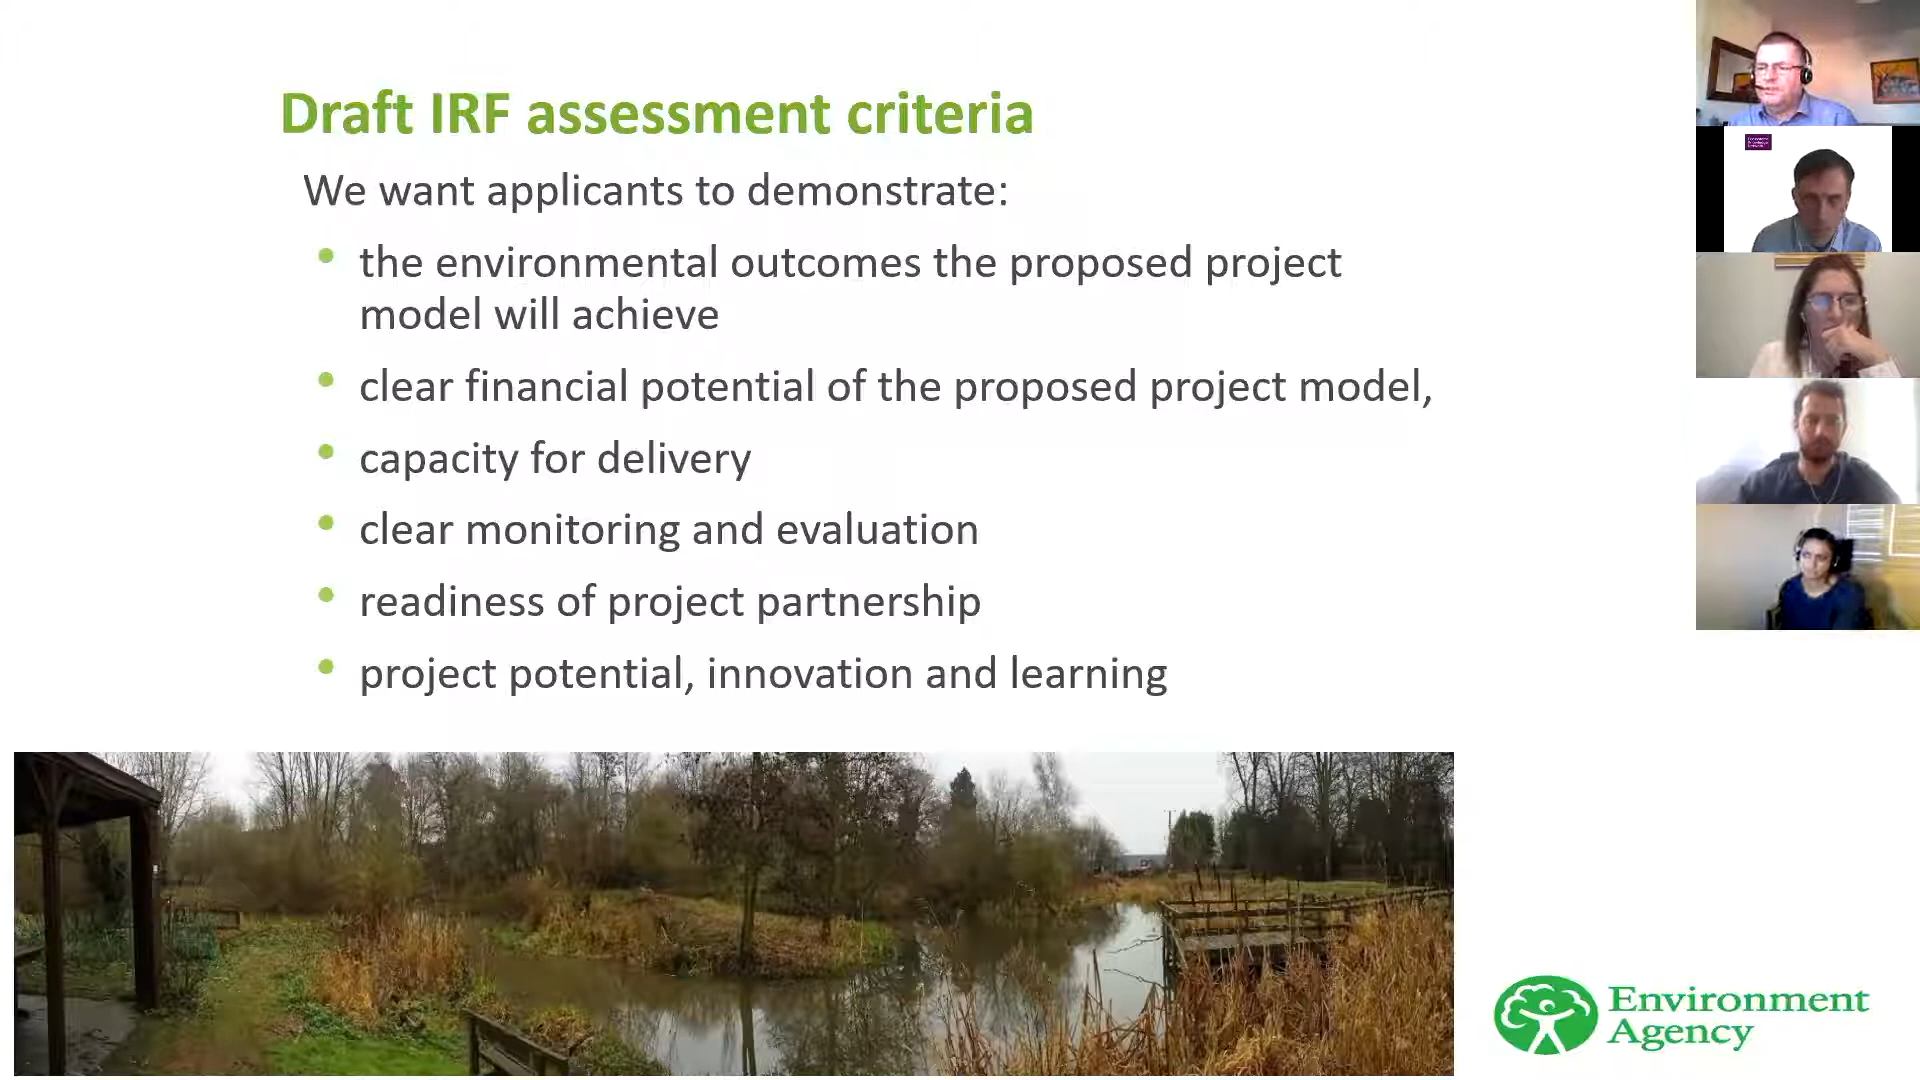 Draft IRF assessment criteria
We want applicants to demonstrate:
• the environmental outcomes the proposed project
model will achieve
• clear financial potential of the proposed project model,
• capacity for delivery
• clear monitoring and evaluation
• readiness of project partnership
• project potential, innovation and learning
Environment
Agency